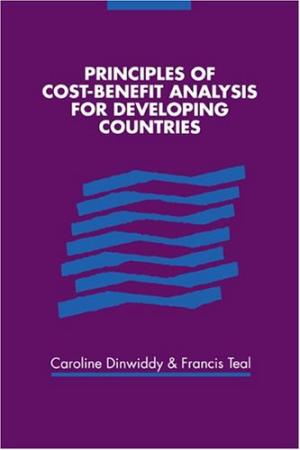 PRINCIPLES OF
COST-BENEFIT ANALYSIS
FOR DEVELOPING
COUNTRIES
Caroline Dinwiddy & Francis Teal